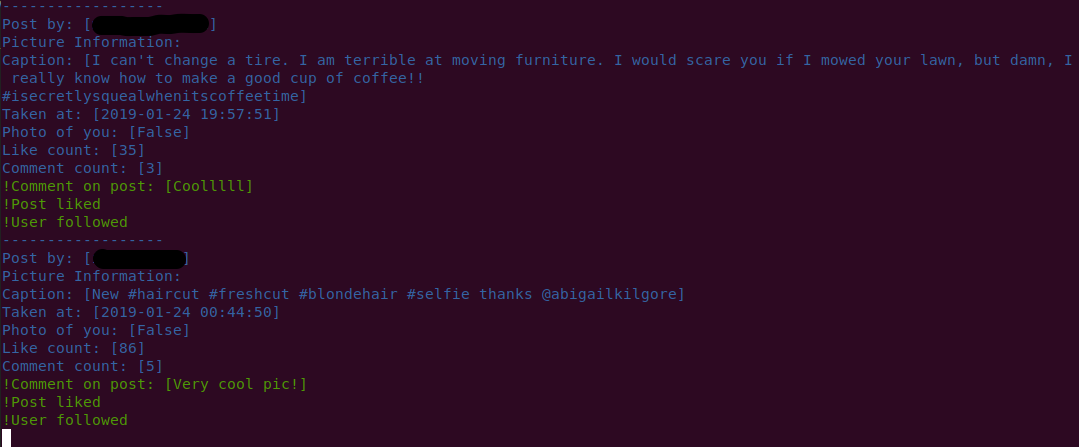 ------------------
Post by: [ ]
Picture Information:
Caption: [I can't change a tire. I am terrible at moving furniture. I would scare you if I mowed your lawn, but damn, I
 really know how to make a good cup of coffee!!
#isecretlysquealwhenitscoffeetime]
Taken at: [2019-01-24 19:57:51]
Photo of you: [False]
Like count: [35]
Comment count: [3]
!Comment on post: [Coolllll]
!Post liked
!User followed
------------------
Post by: [ ]
Picture Information:
Caption: [New #haircut #freshcut #blondehair #selfie thanks @abigailkilgore]
Taken at: [2019-01-24 00:44:50]
Photo of you: [False]
Like count: [86]
Comment count: [5]
!Comment on post: [Very cool pic!]
!Post liked
!User followed